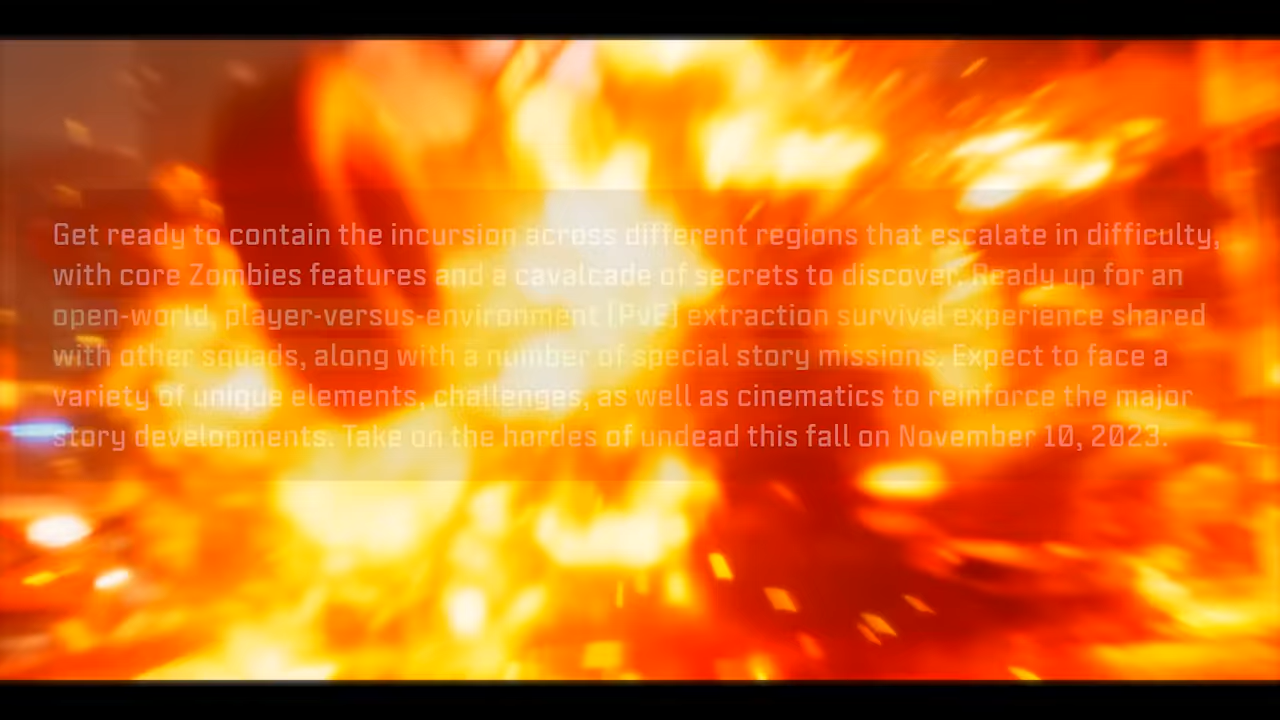 Get ready to contain the incursion across different regions that escalate in difficulty,
with core Zombies features and a cavalcade of secrets to discover. Ready up for an
open-world, player-versus-environment (PvE) extraction survival experience shared
with other squads, along with a number of special story missions. Expect to face a
variety of unique elements, challenges, as well as cinematics to reinforce the major
story developments. Take on the hordes of undead this fall on November 10, 2023.